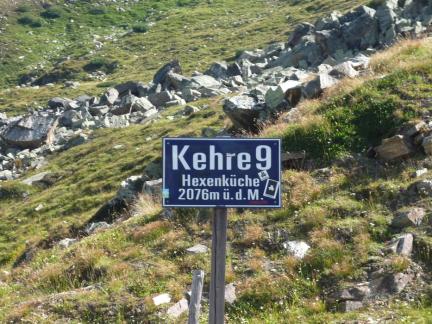 Kehre 9
Hexenküche
2076m ü.d.M.